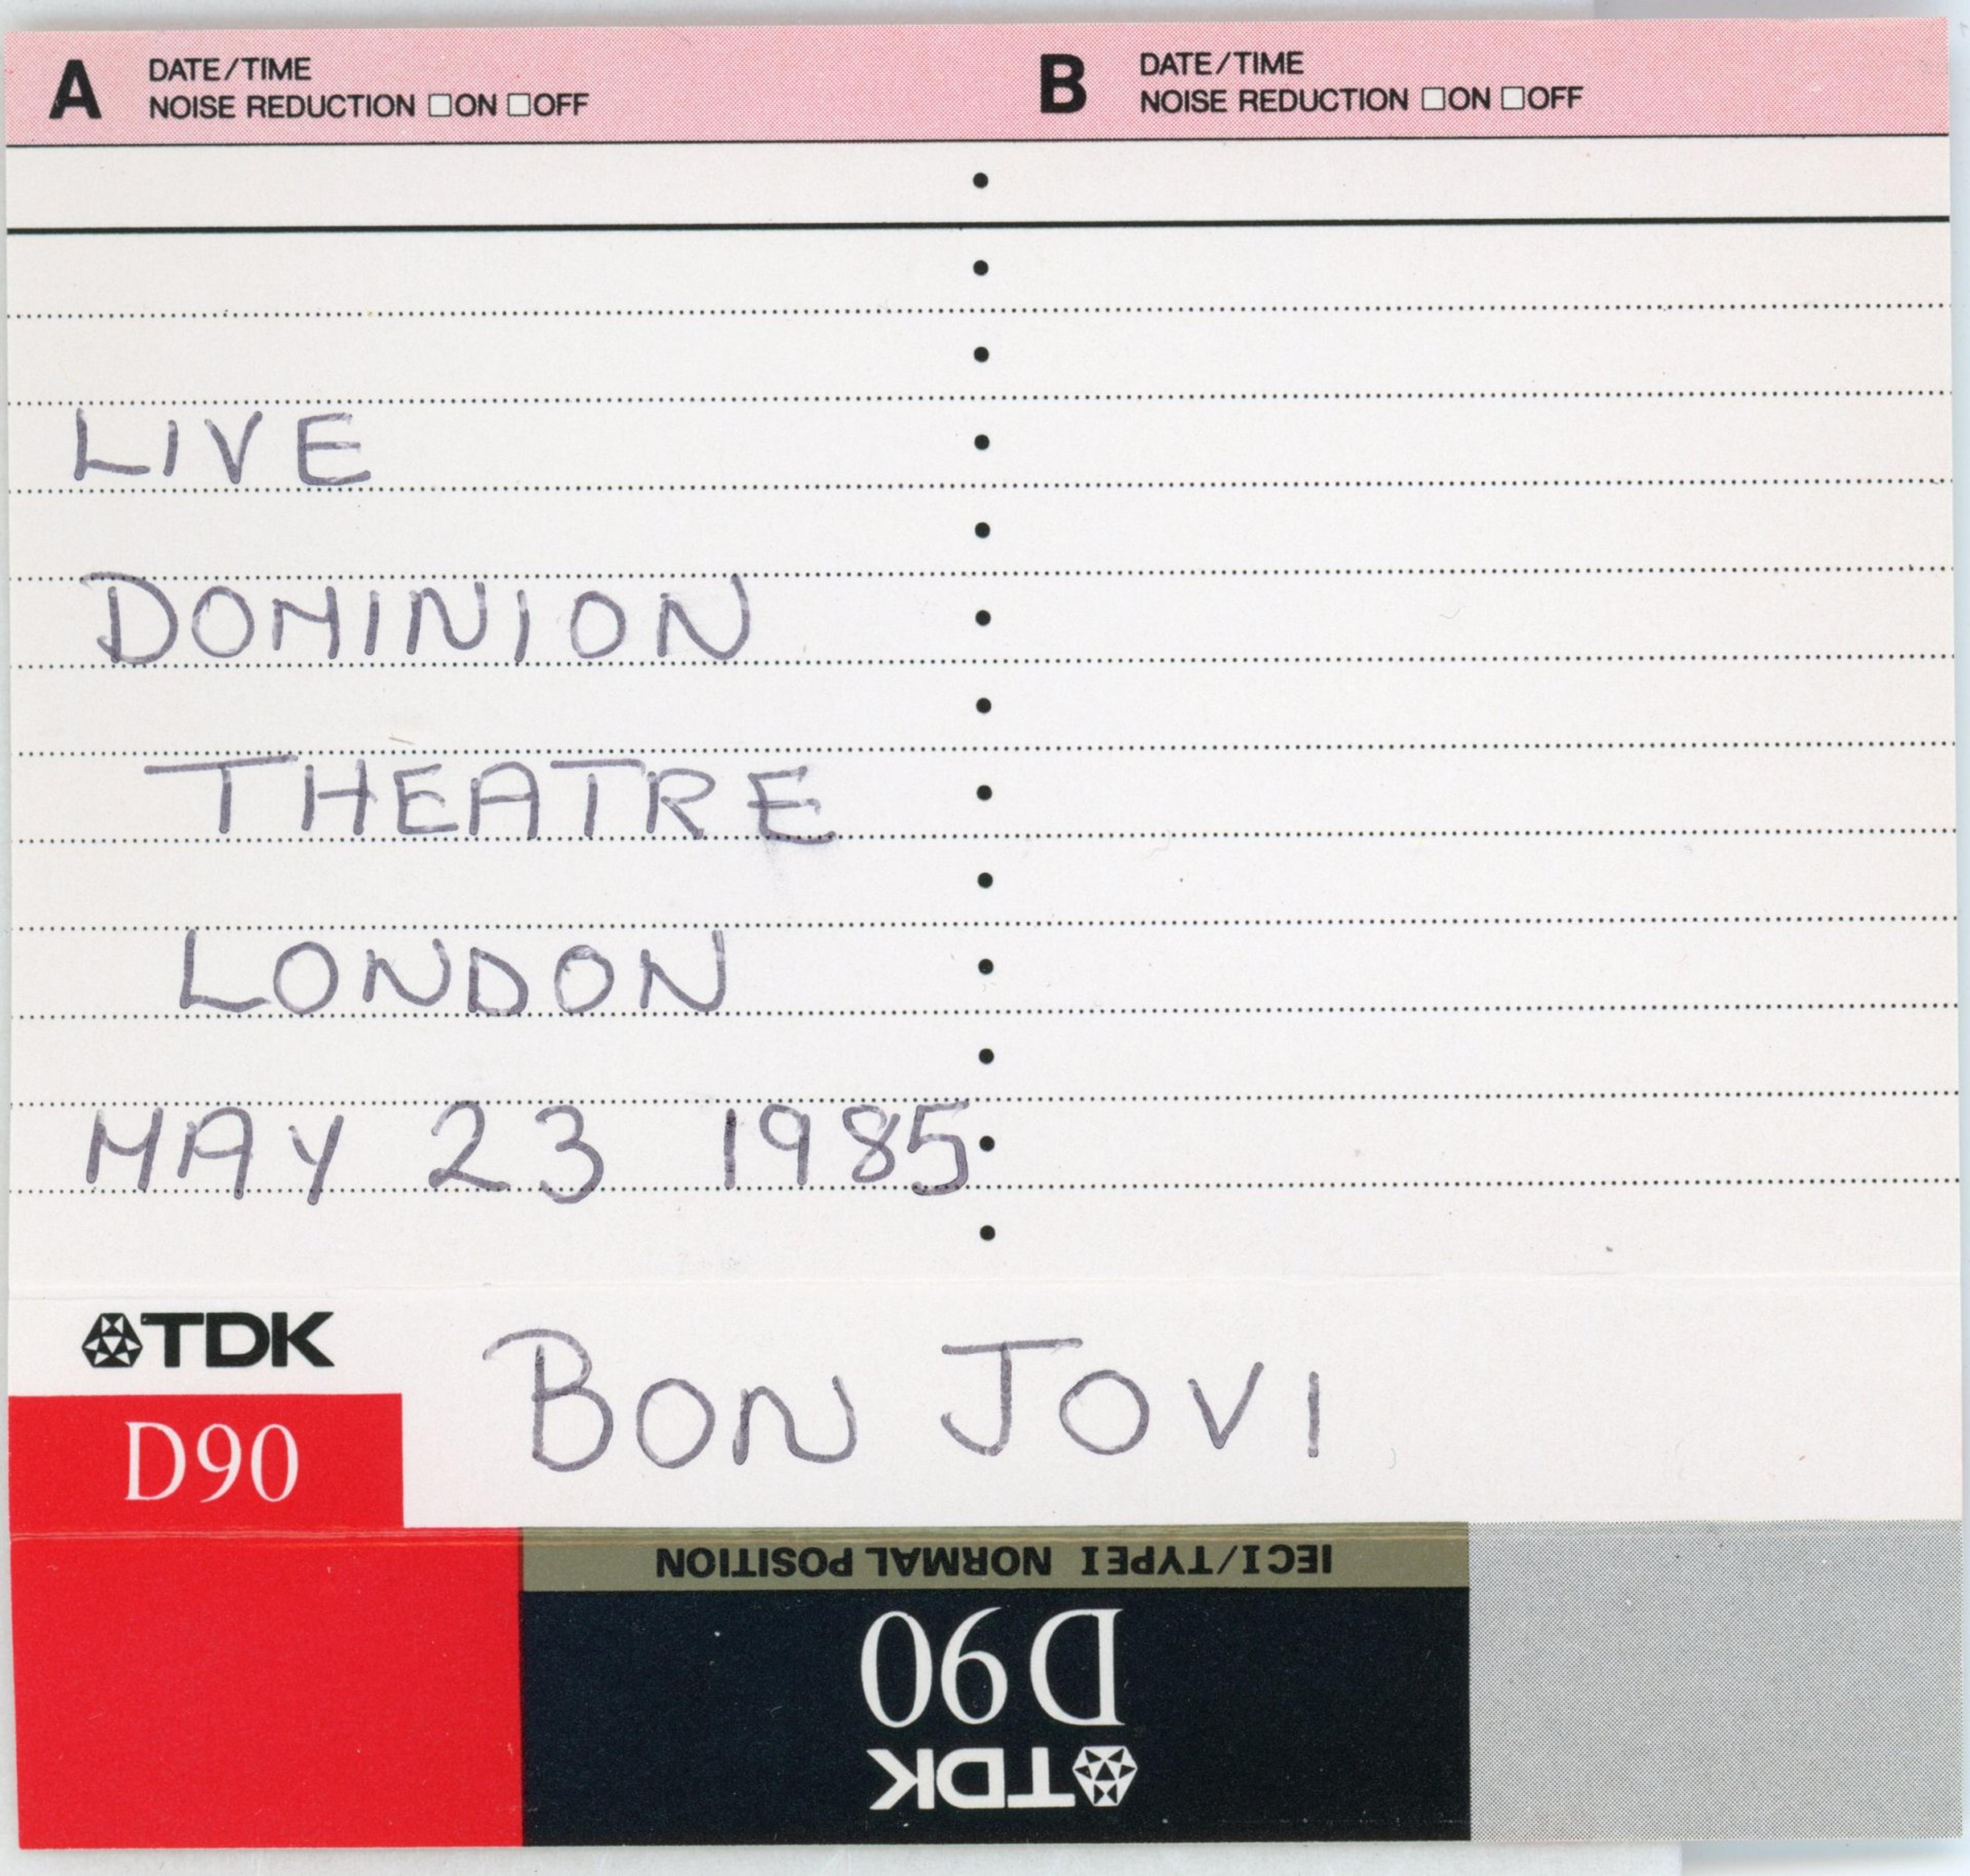 A DATE/TIME
NOISE REDUCTION □ON □OFF
B DATE/TIME
NOISE REDUCTION □ON □OFF
LIVE
DOMINION
THEATRE
LONDON
MAY 23 1985
TDK
D90
BON JOVI
IECI/TYPEI NORMAL POSITION
D90
TDK